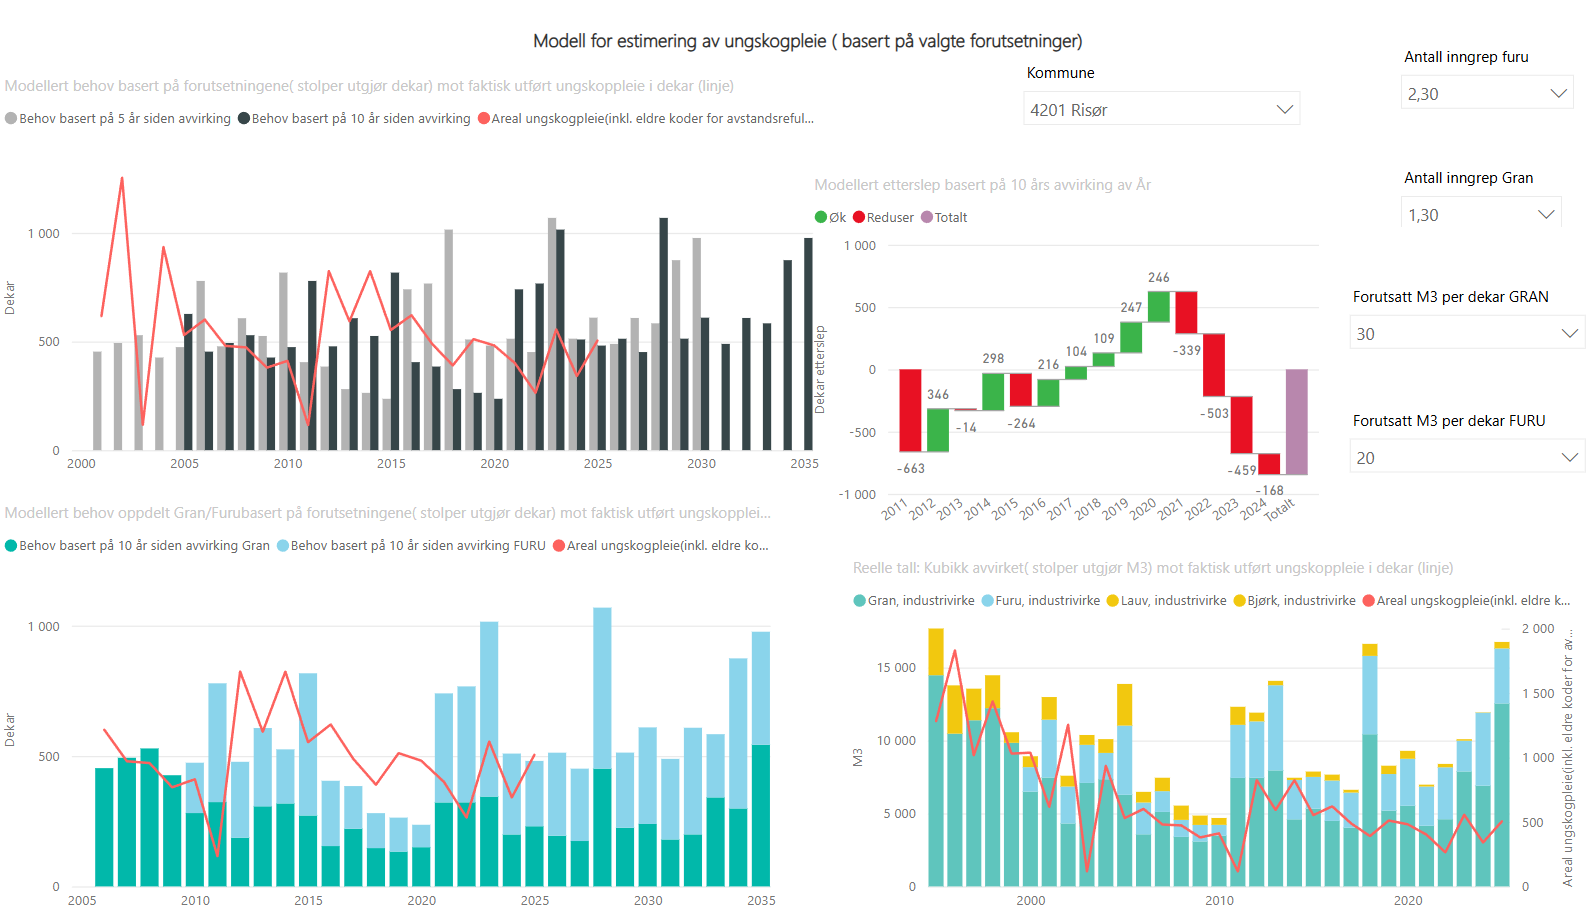 Modell for estimering av ungskogpleie ( basert på valgte forutsetninger)
Modellert behov basert på forutsetningene( stolper utgjør dekar) mot faktisk utført ungskoppleie i dekar (linje)
Behov basert på 5 år siden avvirking Behov basert på 10 år siden avvirking Areal ungskogpleie(inkl. eldre koder for avstandsreful...
Dekar
1 000
500
0
2000 2005 2010 2015 2020 2025 2030 2035
Kommune
4201 Risør
Antall inngrep furu
2,30
Antall inngrep Gran
1,30
Forutsatt M3 per dekar GRAN
30
Forutsatt M3 per dekar FURU
20
Modellert etterslep basert på 10 års avvirking av År
Øk Reduser Totalt
Dekar etterslep
1 000
500
0
-500
-1 000
-663
346
-14
298
-264
216
104
109
247
246
-339
-503
-459
-168
2011 2012 2013 2014 2015 2016 2017 2018 2019 2020 2021 2022 2023 2024 Totalt
Modellert behov oppdelt Gran/Furubasert på forutsetningene( stolper utgjør dekar) mot faktisk utført ungskopplei...
Behov basert på 10 år siden avvirking Gran Behov basert på 10 år siden avvirking FURU Areal ungskogpleie(inkl. eldre ko...
Dekar
1 000
500
0
2005 2010 2015 2020 2025 2030 2035
Reelle tall: Kubikk avvirket( stolper utgjør M3) mot faktisk utført ungskoppleie i dekar (linje)
Gran, industrivirke Furu, industrivirke Lauv, industrivirke Bjørk, industrivirke Areal ungskogpleie(inkl. eldre k...
M3
15 000
10 000
5 000
0
2000 2010 2020
2 000
1 500
1 000
500
0
Areal ungskogpleie(inkl. eldre koder for av...